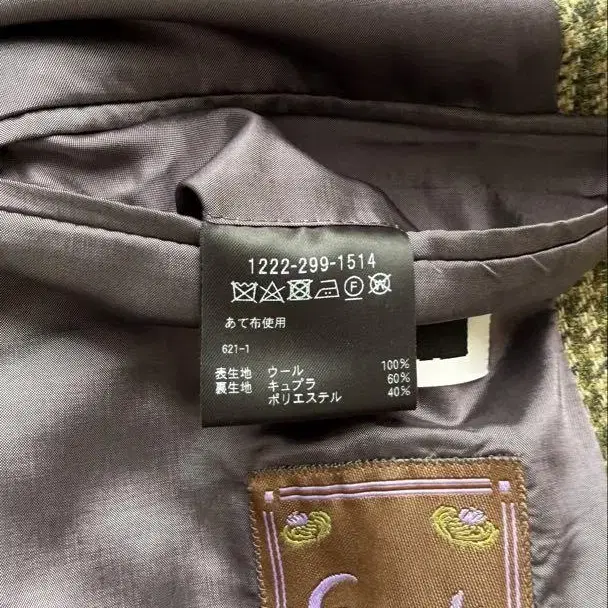 1222-299-1514
F W
あて布使用
621-1
表生地 ウール 100%
裏生地 キュプラ 60%
ポリエステル 40%